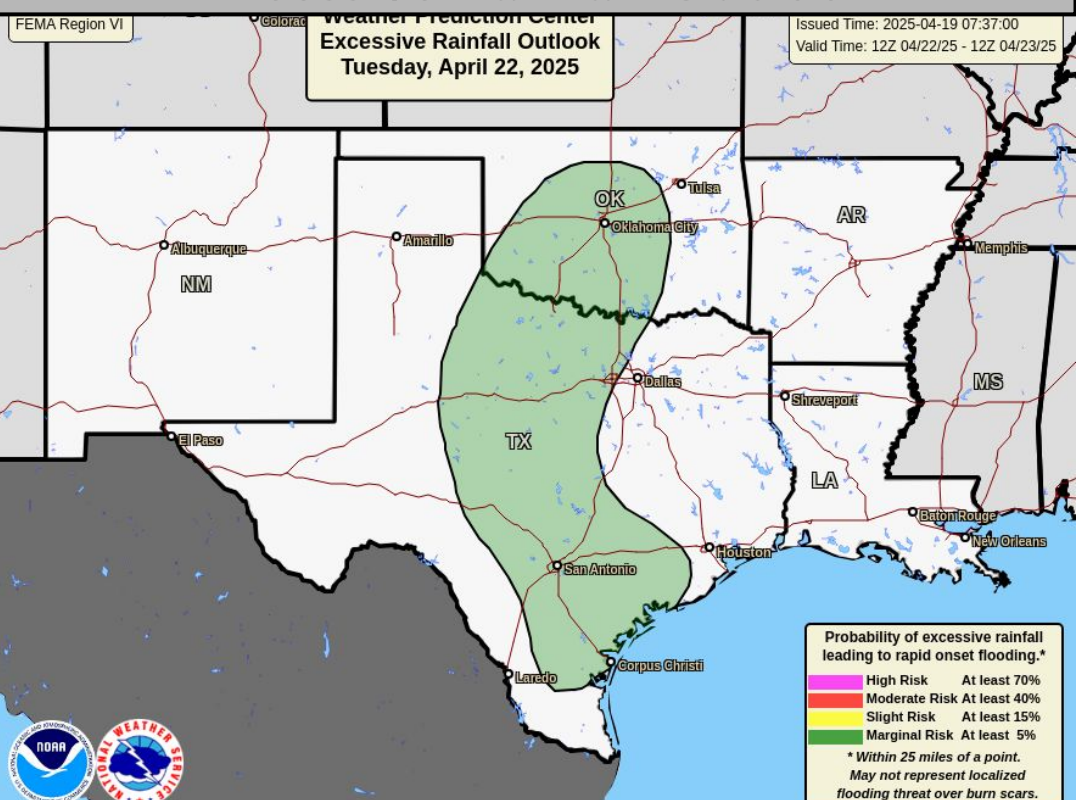 FEMA Region VI
Colorad
Weather Prediction Center
Excessive Rainfall Outlook
Tuesday, April 22, 2025
Issued Time: 2025-04-19 07:37:00
Valid Time: 12Z 04/22/25 - 12Z 04/23/25
OK
Tulsa
Oklahoma City
AR
Amarillo
Albuquerque
Memphis
NM
Dallas
MS
Shreveport
El Paso
TX
LA
Baton Rouge
New Orleans
Houston
San Antonio
Corpus Christi
Laredo
Probability of excessive rainfall
leading to rapid onset flooding.*
High Risk At least 70%
Moderate Risk At least 40%
Slight Risk At least 15%
Marginal Risk At least 5%
* Within 25 miles of a point.
May not represent localized
flooding threat over burn scars.
NOAA
NATIONAL WEATHER SERVICE